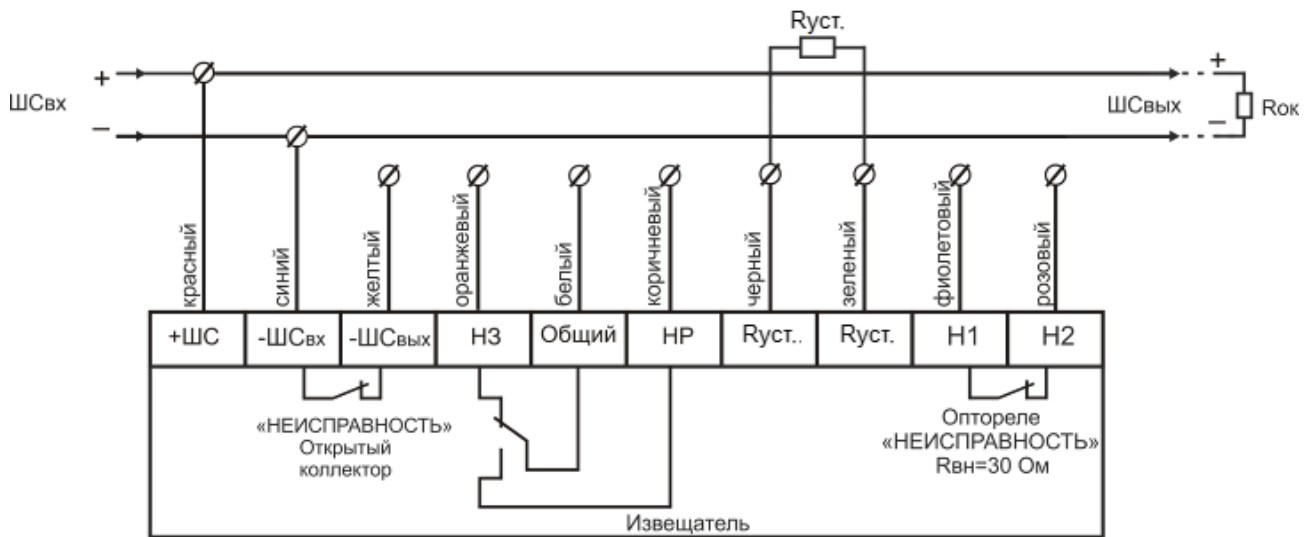 Rуст.
+
+
ШСвх
ШСвых
Rок
–
–
красный
синий
желтый
оранжевый
белый
коричневый
черный
зеленый
фиолетовый
розовый
+ШС
-ШСвх
-ШСвых
НЗ
Общий
НР
Rуст..
Rуст.
Н1
Н2
«НЕИСПРАВНОСТЬ»
Открытый
коллектор
Оптореле
«НЕИСПРАВНОСТЬ»
Rвн=30 Ом
Извещатель